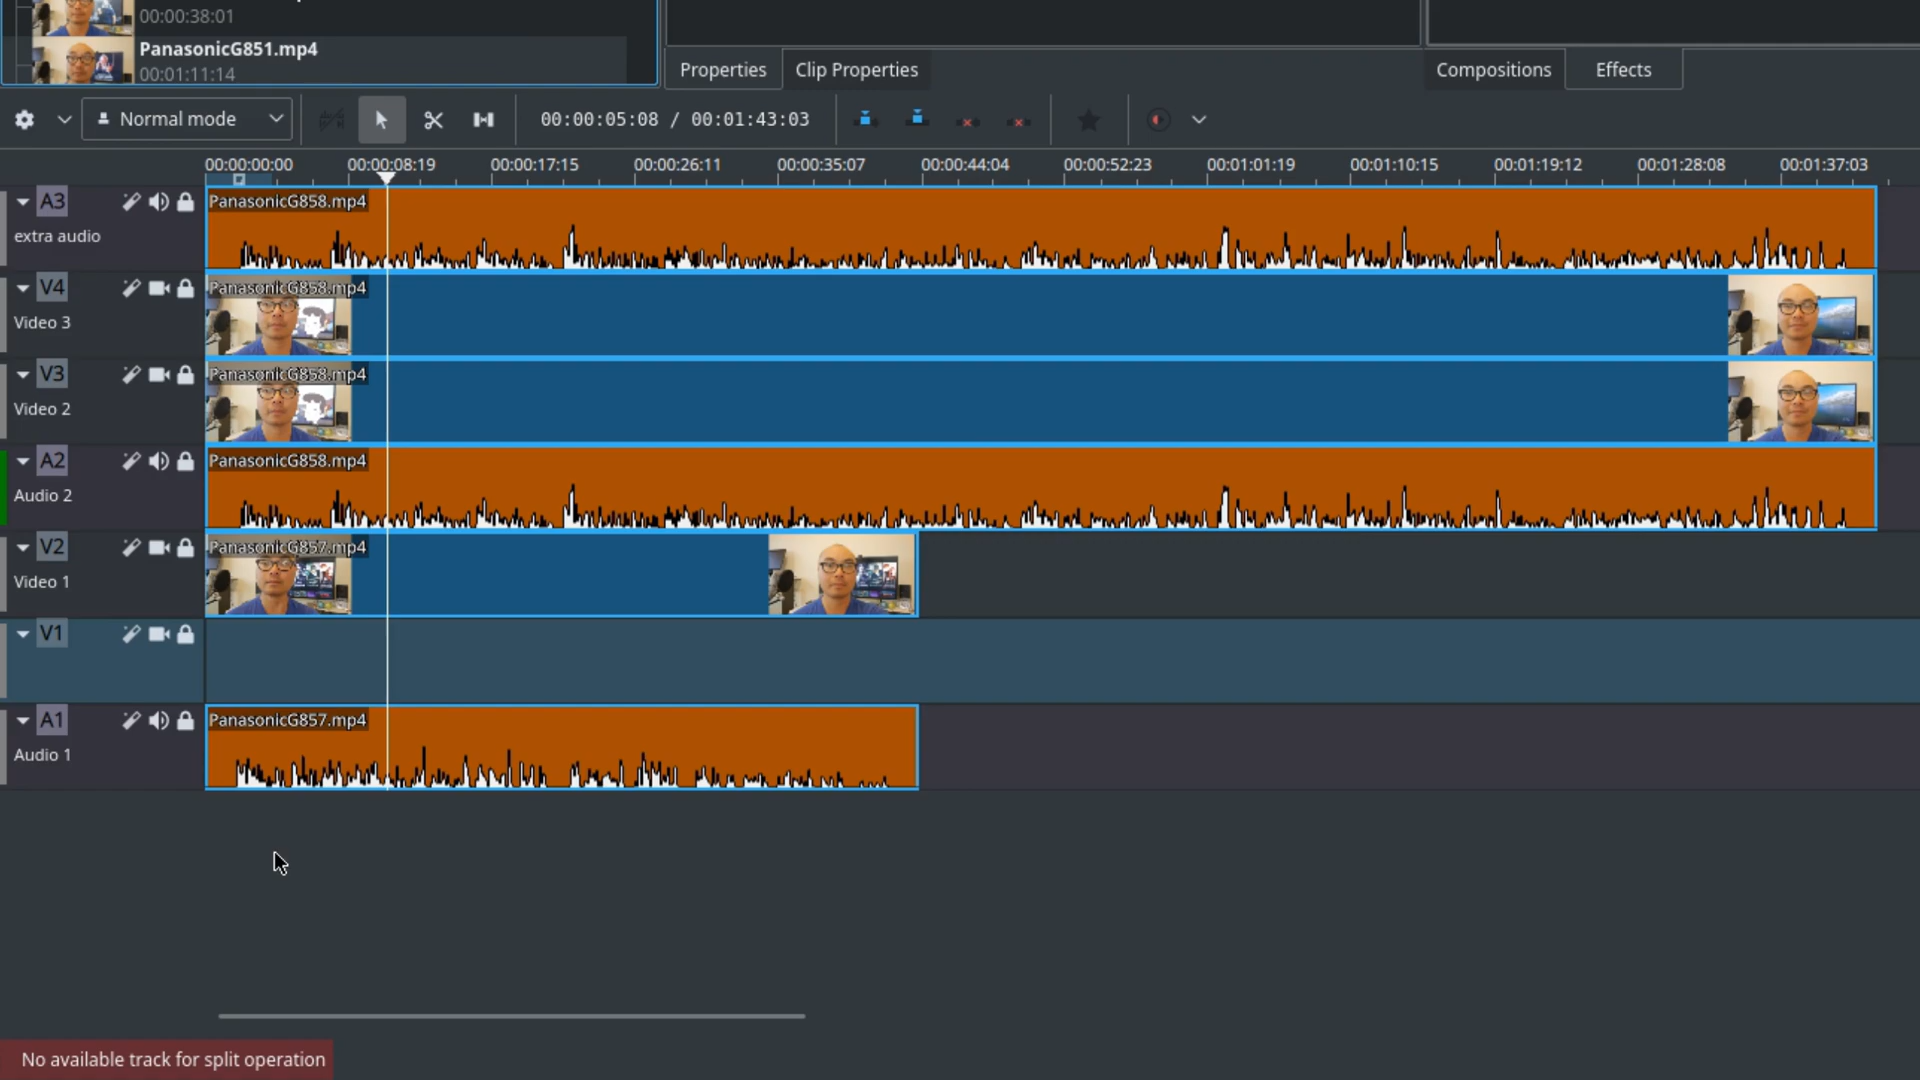 00:00:38:01
PanasonicG851.mp4
00:01:11:14
Properties
Clip Properties
Compositions
Effects
Normal mode
00:00:05:08 / 00:01:43:03
00:00:00:00
00:00:08:19
00:00:17:15
00:00:26:11
00:00:35:07
00:00:44:04
00:00:52:23
00:01:01:19
00:01:10:15
00:01:19:12
00:01:28:08
00:01:37:03
A3
extra audio
PanasonicG858.mp4
V4
Video 3
PanasonicG858.mp4
V3
Video 2
PanasonicG858.mp4
A2
Audio 2
PanasonicG858.mp4
V2
Video 1
PanasonicG857.mp4
V1
A1
Audio 1
PanasonicG857.mp4
No available track for split operation